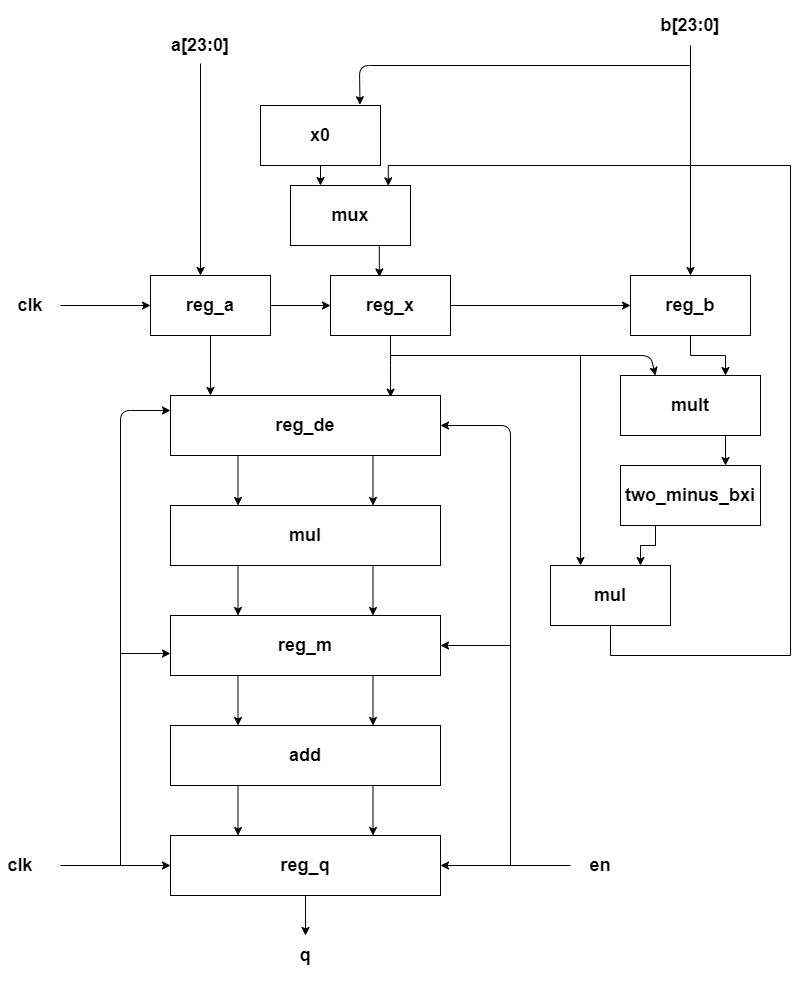 a[23:0]
b[23:0]
x0
mux
clk
reg_a
reg_x
reg_b
reg_de
mult
two_minus_bxi
mul
mul
reg_m
add
clk
reg_q
en
q